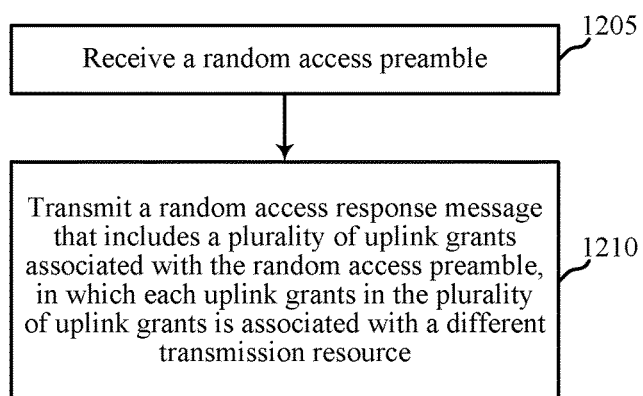 1205
Receive a random access preamble
Transmit a random access response message
that includes a plurality of uplink grants
associated with the random access preamble,
in which each uplink grants in the plurality
of uplink grants is associated with a different
transmission resource
1210